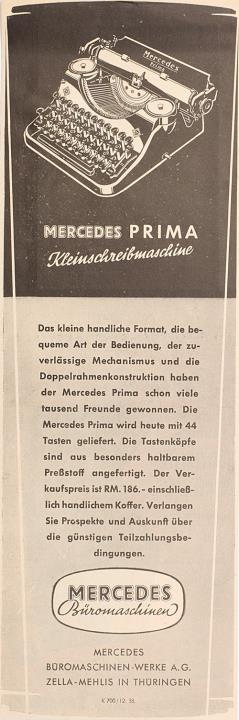 Mercedes
PRIMA
MERCEDES PRIMA
Kleinschreibmaschine
Das kleine handliche Format, die be-
queme Art der Bedienung, der zu-
verlässige Mechanismus und die
Doppelrahmenkonstruktion haben
der Mercedes Prima schon viele
tausend Freunde gewonnen. Die
Mercedes Prima wird heute mit 44
Tasten geliefert. Die Tastenköpfe
sind aus besonders haltbarem
Preßstoff angefertigt. Der Ver-
kaufspreis ist RM. 186.- einschließ-
lich handlichem Koffer. Verlangen
Sie Prospekte und Auskunft über
die günstigen Teilzahlungsbe-
dingungen.
MERCEDES
Büromaschinen
MERCEDES
BÜROMASCHINEN-WERKE A.G.
ZELLA-MEHLIS IN THÜRINGEN
K 700/12. 38.